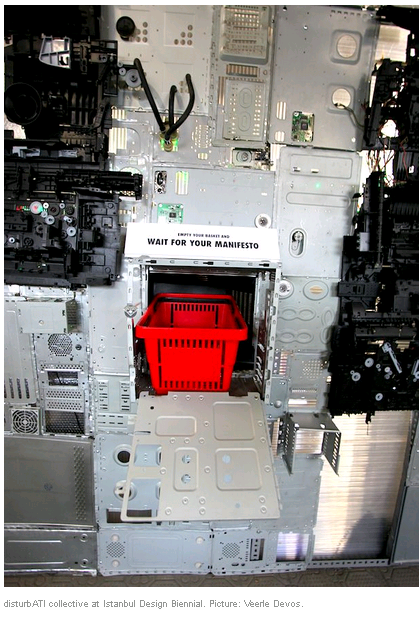 EMPTY YOUR BASKET AND
WAIT FOR YOUR MANIFESTO
disturbATI collective at Istanbul Design Biennial. Picture: Veerle Devos.